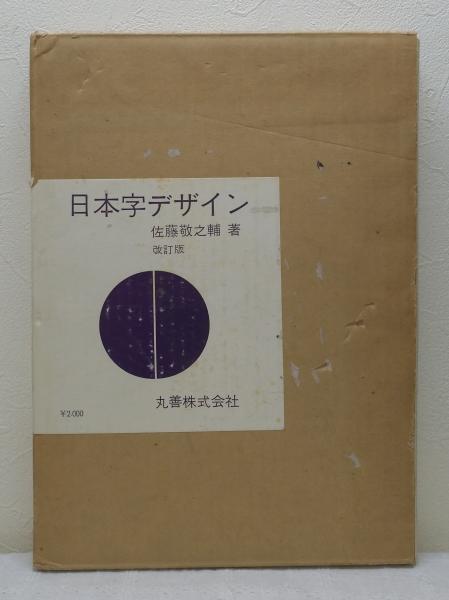 日本字デザイン
佐藤敬之輔 著
改訂版
丸善株式会社
¥2,000